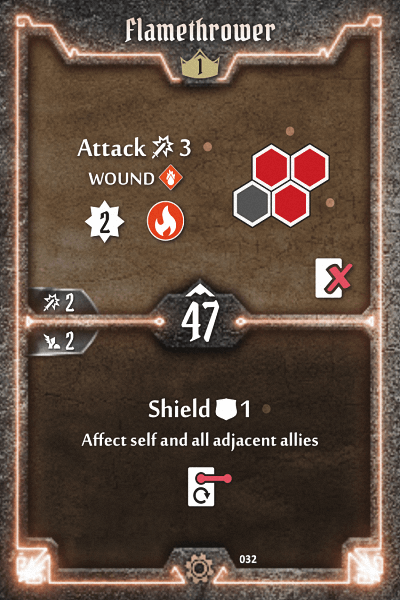 Flamethrower
1
Attack 3
WOUND
2
2
47
2
Shield 1
Affect self and all adjacent allies
032